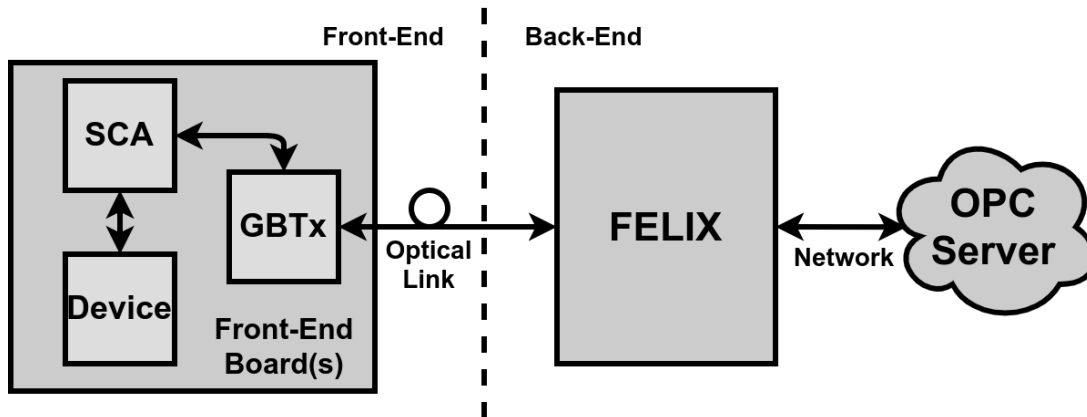 Front-End
Back-End
SCA
GBTx
Device
Front-End
Board(s)
Optical
Link
FELIX
Network
OPC
Server